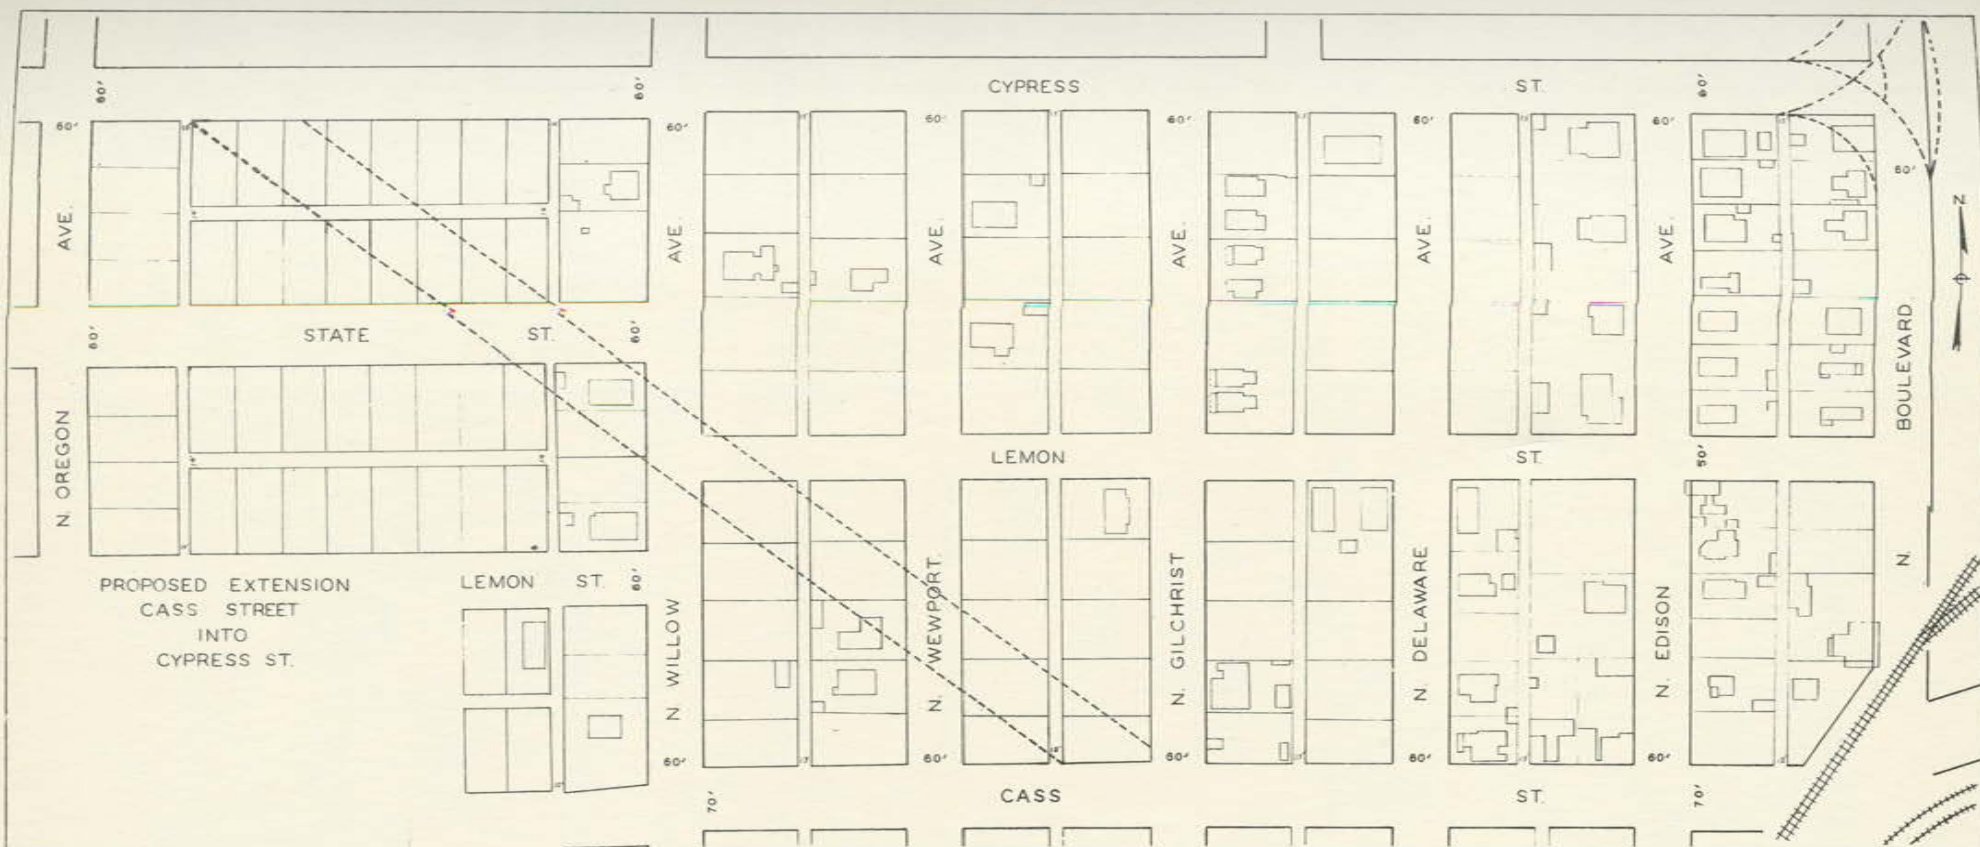 CYPRESS ST.
60' 60' 60'
60' 60' 60' 60' 60' 60' 60'
AVE. AVE. AVE. AVE. AVE. AVE.
N
STATE ST.
60' 60'
BOULEVARD
N. OREGON
LEMON ST.
50'
PROPOSED EXTENSION
CASS STREET
INTO
CYPRESS ST.
LEMON ST. 60'
N WILLOW
N. WEWPORT.
N. GILCHRIST
N. DELAWARE
N. EDISON
N.
60' 60' 60' 60' 60'
70' CASS ST. 70'